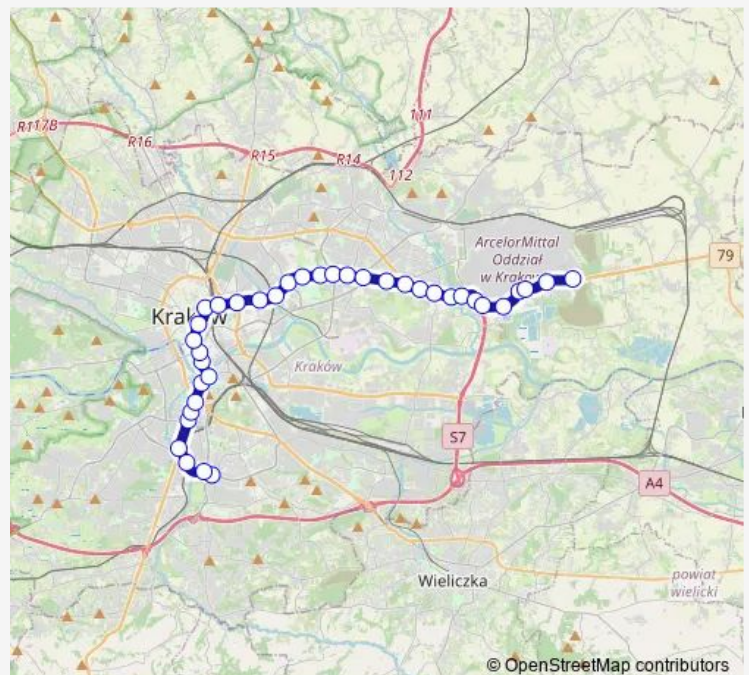 R117B
R16
R15
R14
111
112
ArcelorMittal
Oddział
w Krakow
79
Kraków
Kraków
S7
A4
Wieliczka
powiat
wielicki
© OpenStreetMap contributors